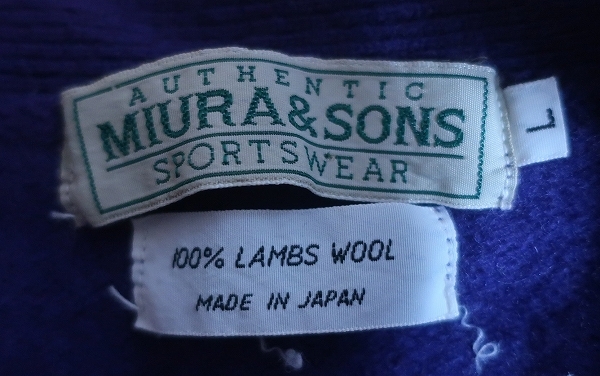 AUTHENTIC
MIURA&SONS
SPORTSWEAR
L
100% LAMBS WOOL
MADE IN JAPAN